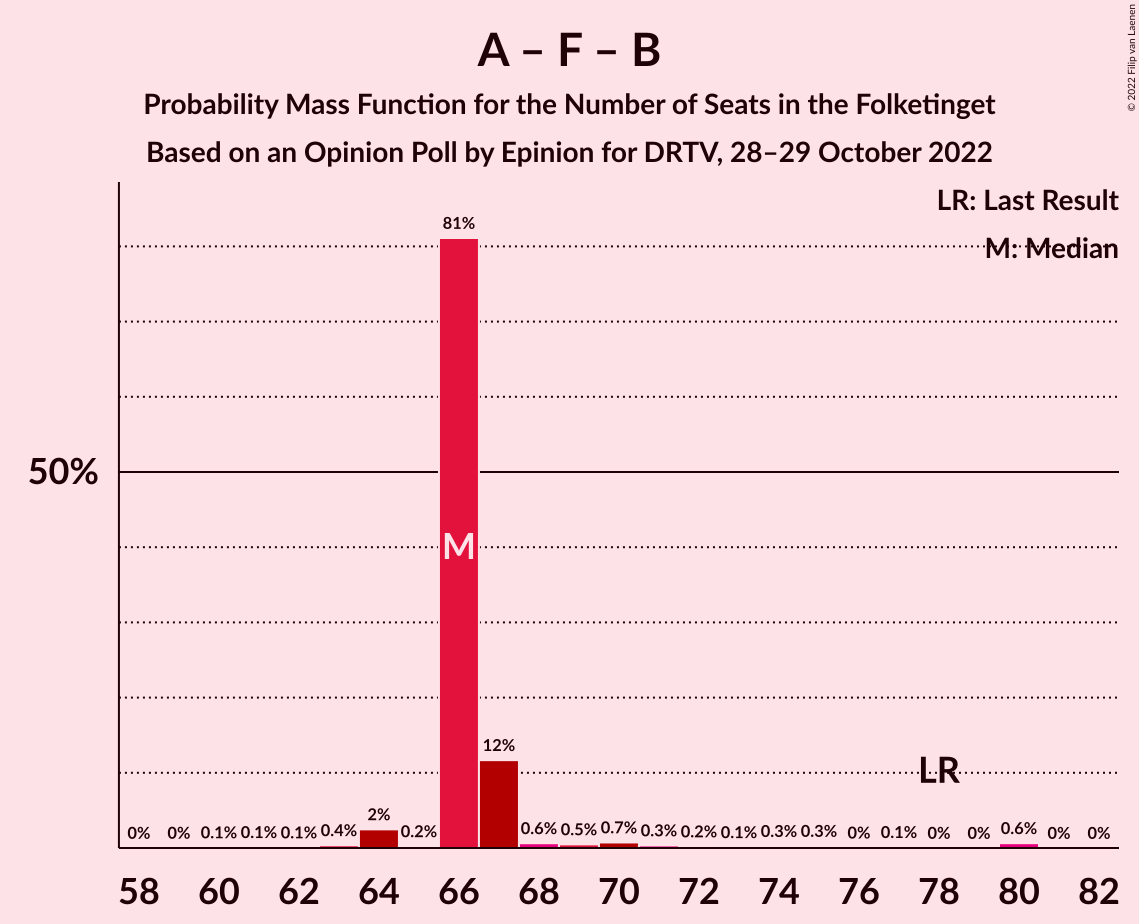 A – F – B
Probability Mass Function for the Number of Seats in the Folketinget
Based on an Opinion Poll by Epinion for DRTV, 28–29 October 2022
© 2022 Filip van Laenen
LR: Last Result
M: Median
81%
50%
M
12%
LR
0% 0% 0.1% 0.1% 0.1% 0.4% 2% 0.2% 0.6% 0.5% 0.7% 0.3% 0.2% 0.1% 0.3% 0.3% 0% 0.1% 0% 0% 0.6% 0% 0%
58 60 62 64 66 68 70 72 74 76 78 80 82